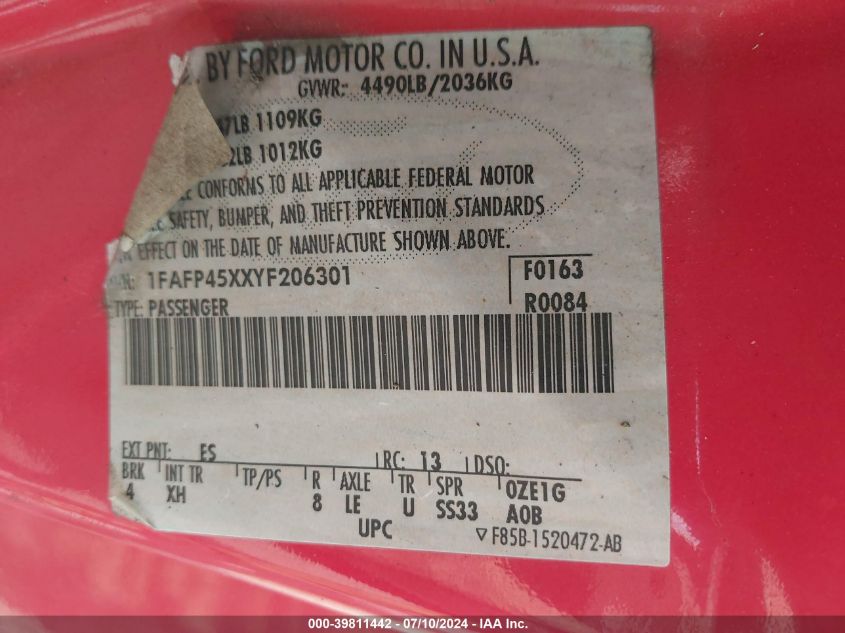 BY FORD MOTOR CO. IN U.S.A.
GVWR: 4490LB/2036KG
7LB 1109KG
2LB 1012KG
CONFORMS TO ALL APPLICABLE FEDERAL MOTOR
SAFETY, BUMPER, AND THEFT PREVENTION STANDARDS
EFFECT ON THE DATE OF MANUFACTURE SHOWN ABOVE.
1FAFP45XXYF206301 F0163
TYPE: PASSENGER R0084
EXT PNT: ES RC: 13 DSO:
BRK INT TR TP/PS R AXLE TR SPR 0ZE1G
4 XH 8 LE U SS33 A0B
UPC ▽F85B-1520472-AB
000-39811442 - 07/10/2024 - IAA Inc.